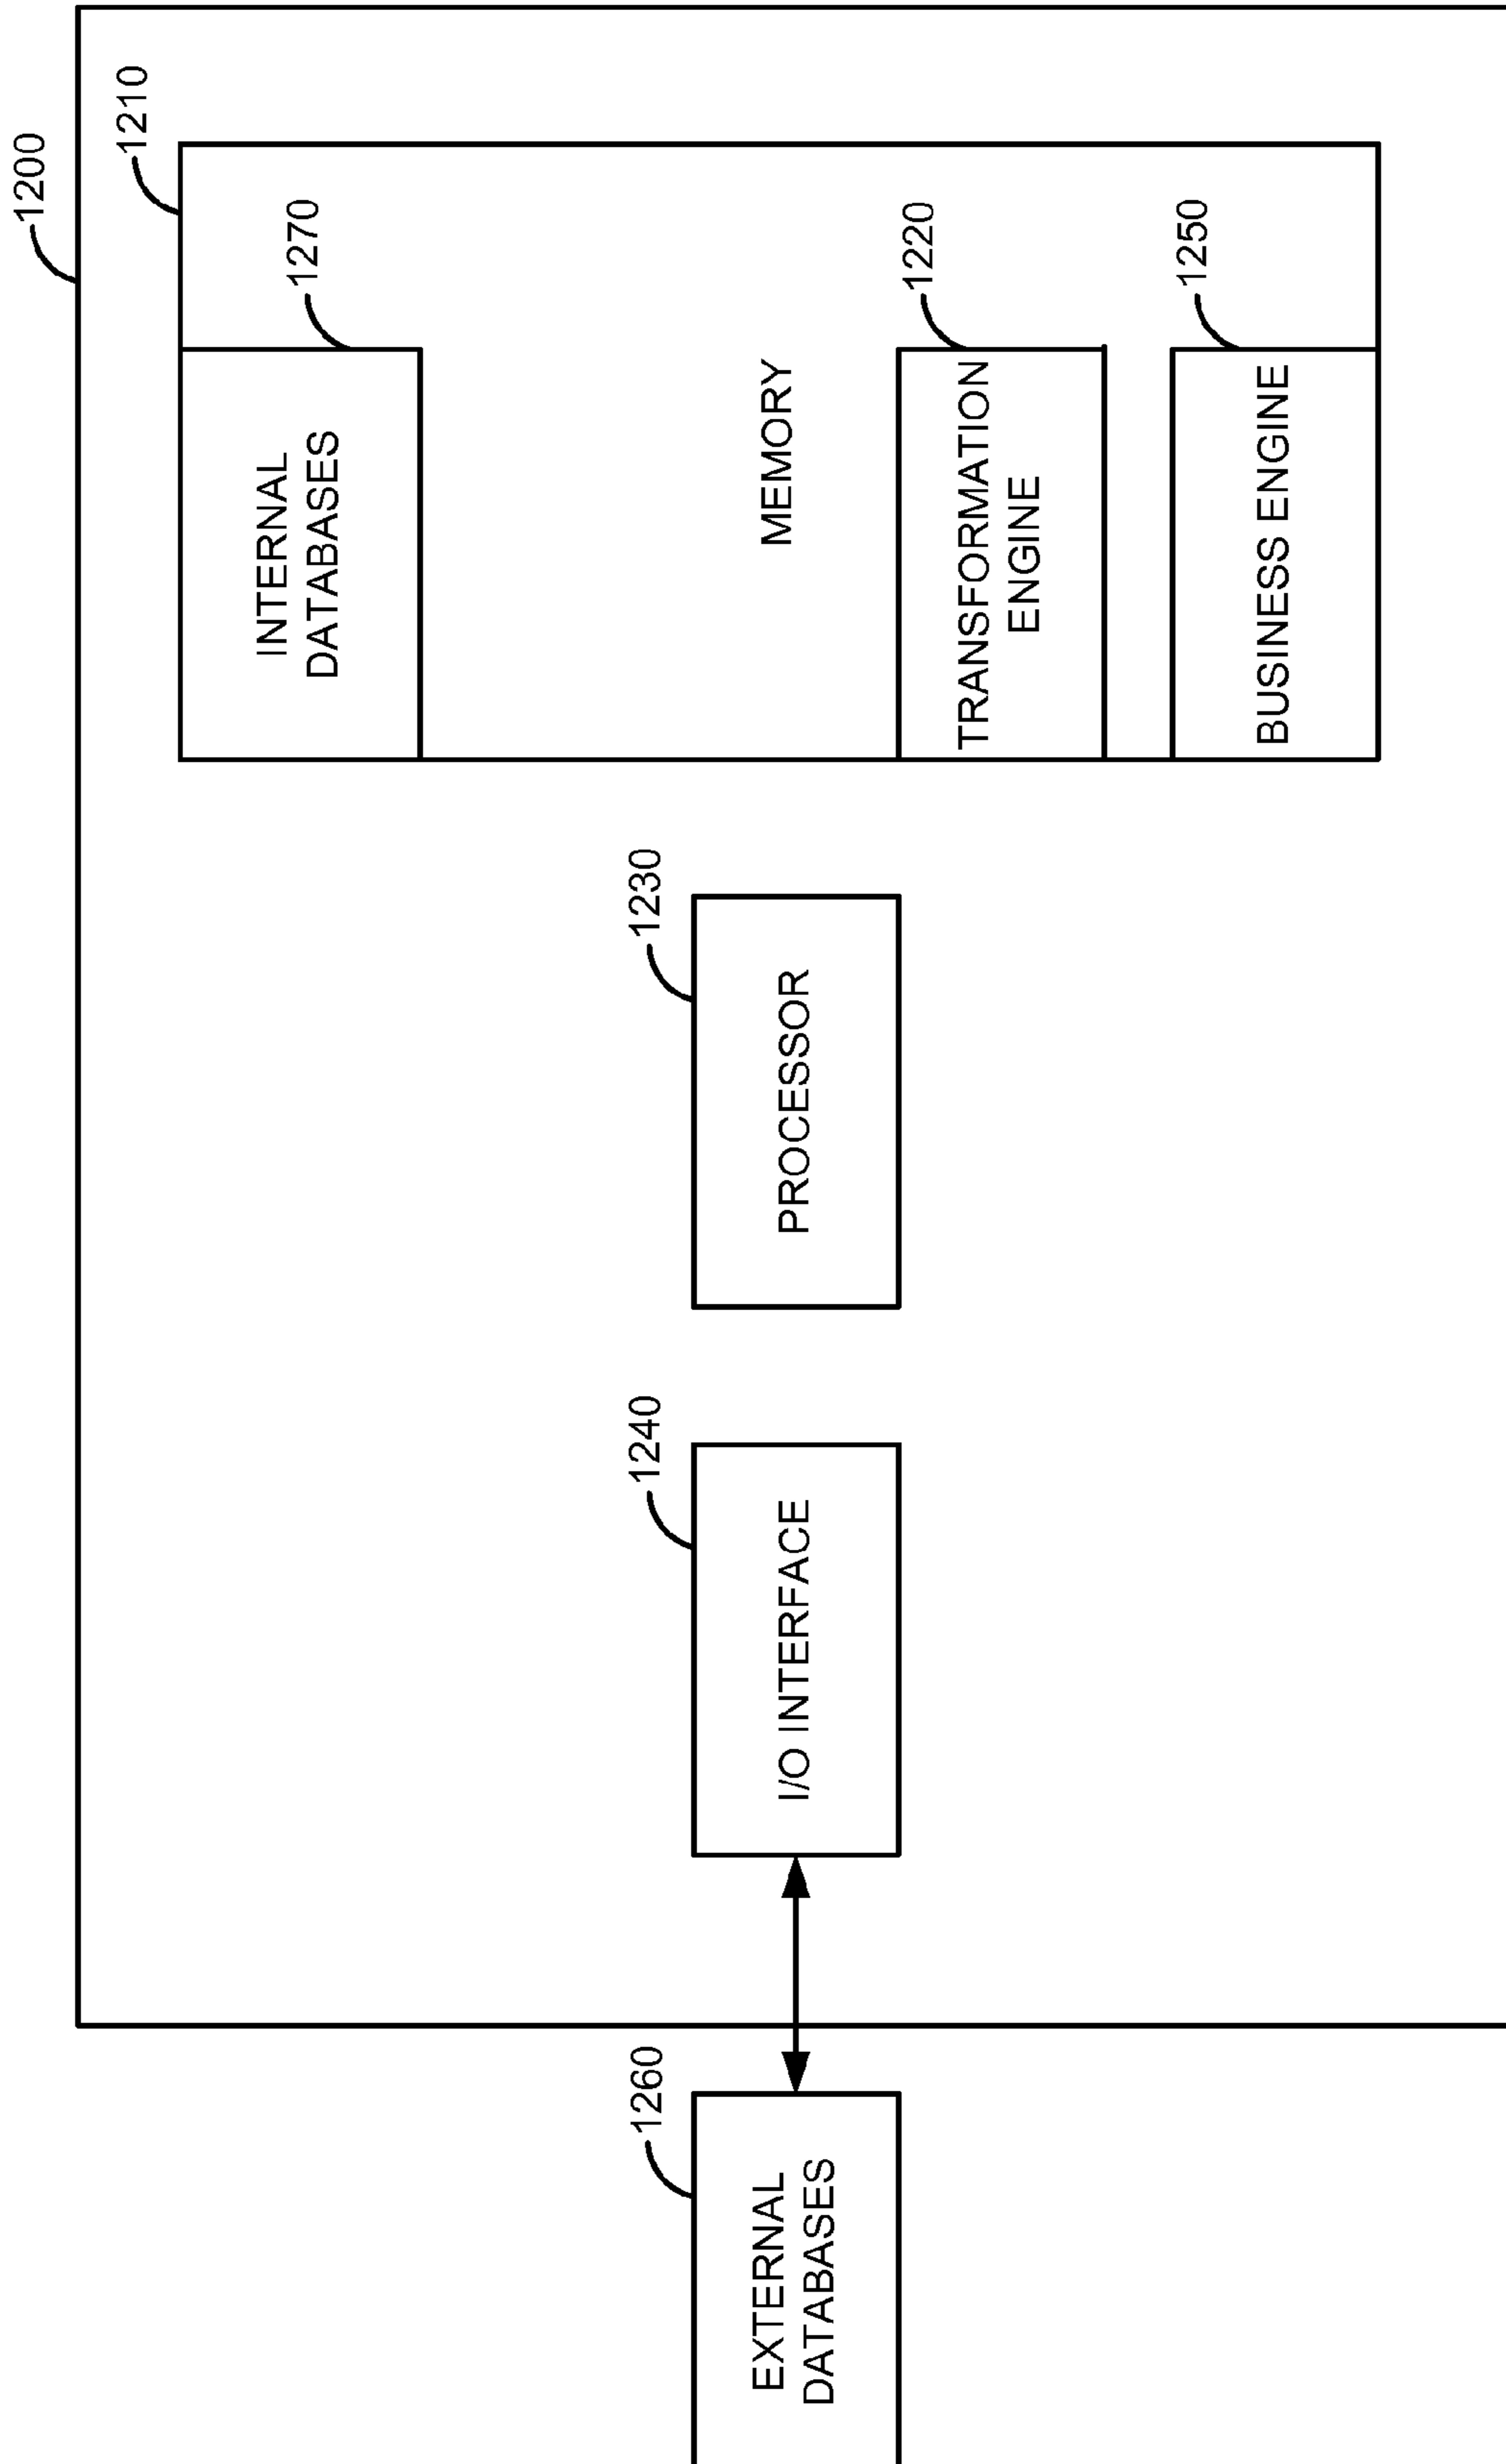 1200
1210
INTERNAL
DATABASES
1270
MEMORY
TRANSFORMATION
ENGINE
1220
BUSINESS ENGINE
1250
PROCESSOR
1230
I/O INTERFACE
1240
EXTERNAL
DATABASES
1260